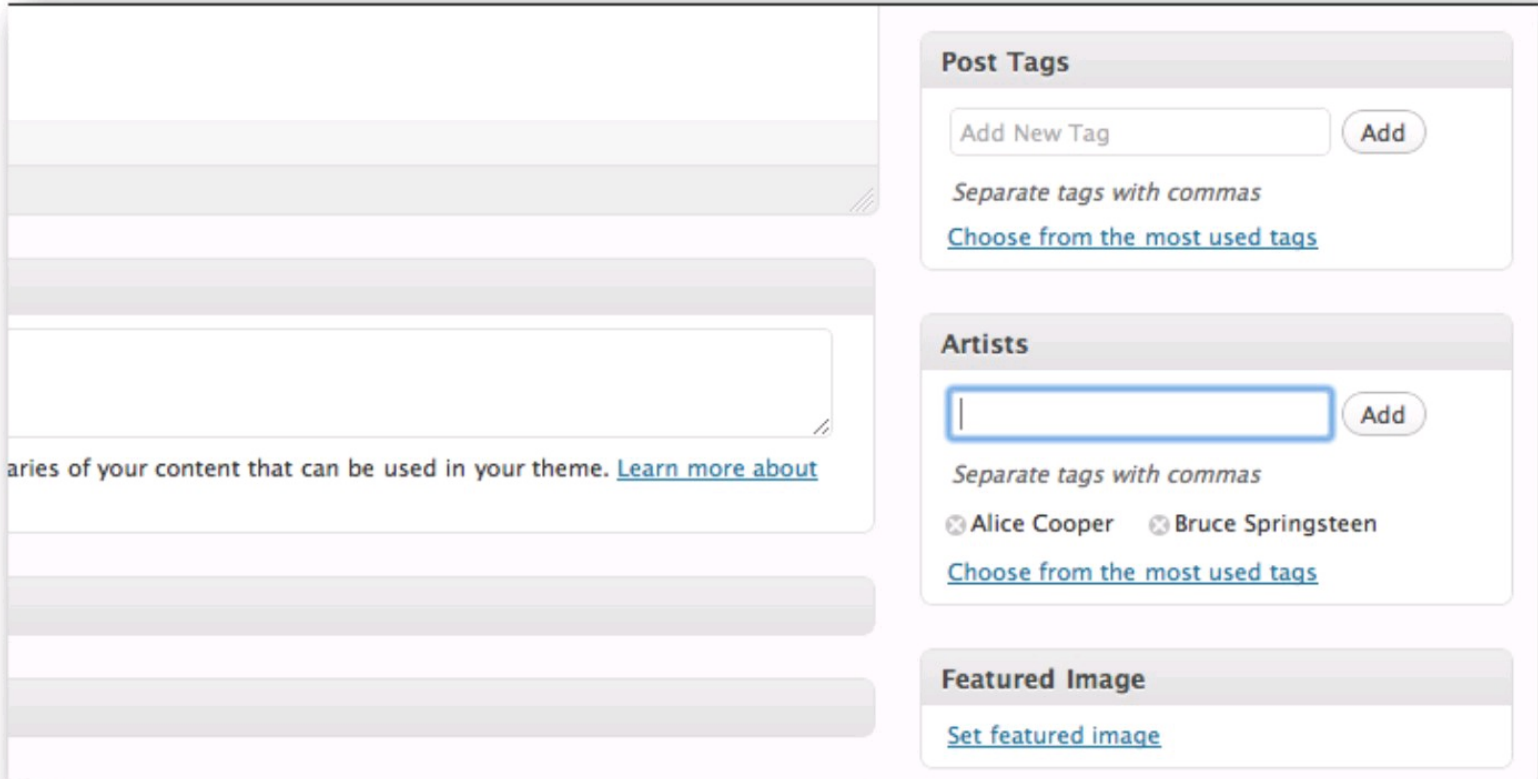 Post Tags
Add New Tag
Add
Separate tags with commas
Choose from the most used tags
aries of your content that can be used in your theme. Learn more about
Artists
Add
Separate tags with commas
Alice Cooper Bruce Springsteen
Choose from the most used tags
Featured Image
Set featured image